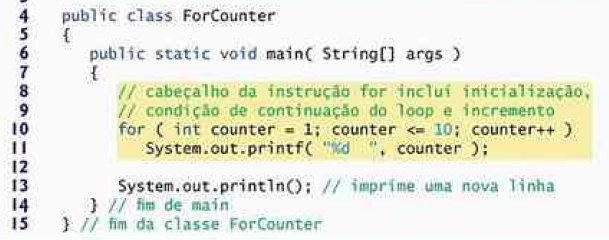 4 public class ForCounter
5 {
6 public static void main( String[] args )
7 {
8 // cabeçalho da instrução for incluí inicialização,
9 // condição de continuação do loop e incremento
10 for ( int counter = 1; counter <= 10; counter++ )
11 System.out.printf( "%d ", counter );
12
13 System.out.println(); // imprime uma nova linha
14 } // fim de main
15 } // fim da classe ForCounter